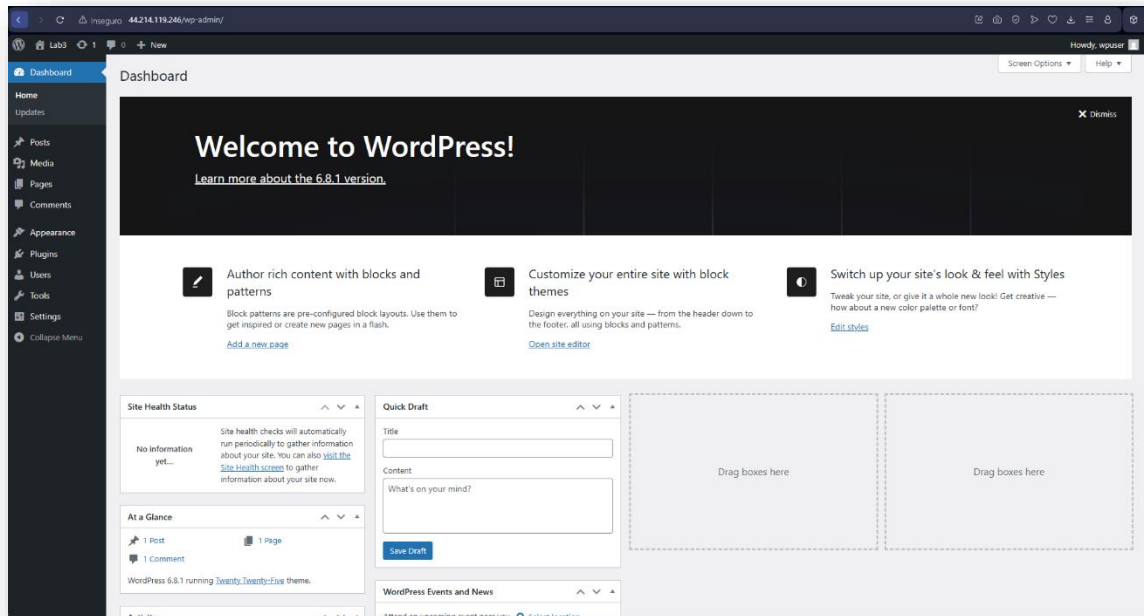 Inseguro 44.214.119.246/wp-admin/
Lab3 1 0 New
Howdy, wpuser
Dashboard
Home
Updates
Posts
Media
Pages
Comments
Appearance
Plugins
Users
Tools
Settings
Collapse Menu
Dashboard
Screen Options
Help
Welcome to WordPress!
Learn more about the 6.8.1 version.
Dismiss
Author rich content with blocks and
patterns
Block patterns are pre-configured block layouts. Use them to
get inspired or create new pages in a flash.
Add a new page
Customize your entire site with block
themes
Design everything on your site — from the header down to
the footer, all using blocks and patterns.
Open site editor
Switch up your site's look & feel with Styles
Tweak your site, or give it a whole new look! Get creative —
how about a new color palette or font?
Edit styles
Site Health Status
No information
yet...
Site health checks will automatically
run periodically to gather information
about your site. You can also visit the
Site Health screen to gather
information about your site now.
At a Glance
1 Post
1 Page
1 Comment
WordPress 6.8.1 running Twenty Twenty-Five theme.
Quick Draft
Title
Content
What's on your mind?
Save Draft
WordPress Events and News
Drag boxes here
Drag boxes here